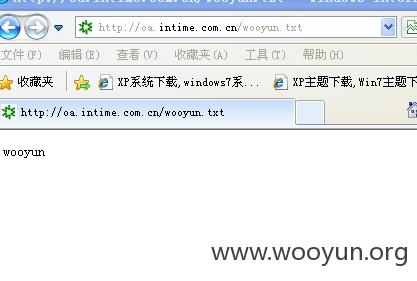 http://oa.intime.com.cn/wooyun.txt
文件(F) 编辑(E) 查看(V) 收藏夹(A) 工具(T) 帮助(H)
收藏夹 XP系统下载,windows7系... XP主题下载,Win7主题下
http://oa.intime.com.cn/wooyun.txt
wooyun
www.wooyun.org